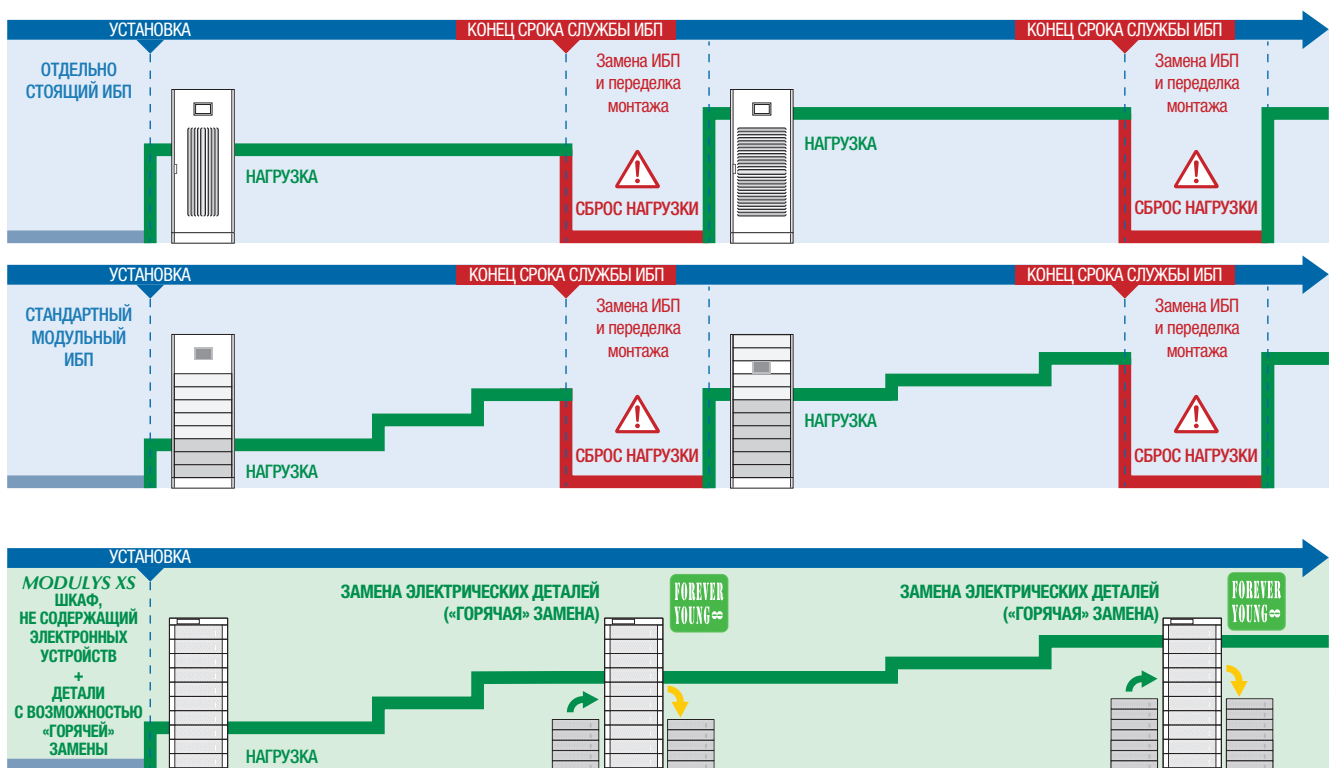 УСТАНОВКА
КОНЕЦ СРОКА СЛУЖБЫ ИБП
КОНЕЦ СРОКА СЛУЖБЫ ИБП
ОТДЕЛЬНО
СТОЯЩИЙ ИБП
НАГРУЗКА
Замена ИБП
и переделка
монтажа
СБРОС НАГРУЗКИ
НАГРУЗКА
Замена ИБП
и переделка
монтажа
СБРОС НАГРУЗКИ
УСТАНОВКА
КОНЕЦ СРОКА СЛУЖБЫ ИБП
КОНЕЦ СРОКА СЛУЖБЫ ИБП
СТАНДАРТНЫЙ
МОДУЛЬНЫЙ
ИБП
НАГРУЗКА
Замена ИБП
и переделка
монтажа
СБРОС НАГРУЗКИ
НАГРУЗКА
Замена ИБП
и переделка
монтажа
СБРОС НАГРУЗКИ
УСТАНОВКА
MODULYS XS
ШКАФ,
НЕ СОДЕРЖАЩИЙ
ЭЛЕКТРОННЫХ
УСТРОЙСТВ
+
ДЕТАЛИ
С ВОЗМОЖНОСТЬЮ
«ГОРЯЧЕЙ»
ЗАМЕНЫ
НАГРУЗКА
ЗАМЕНА ЭЛЕКТРИЧЕСКИХ ДЕТАЛЕЙ
(«ГОРЯЧАЯ» ЗАМЕНА)
FOREVER
YOUNG∞
ЗАМЕНА ЭЛЕКТРИЧЕСКИХ ДЕТАЛЕЙ
(«ГОРЯЧАЯ» ЗАМЕНА)
FOREVER
YOUNG∞